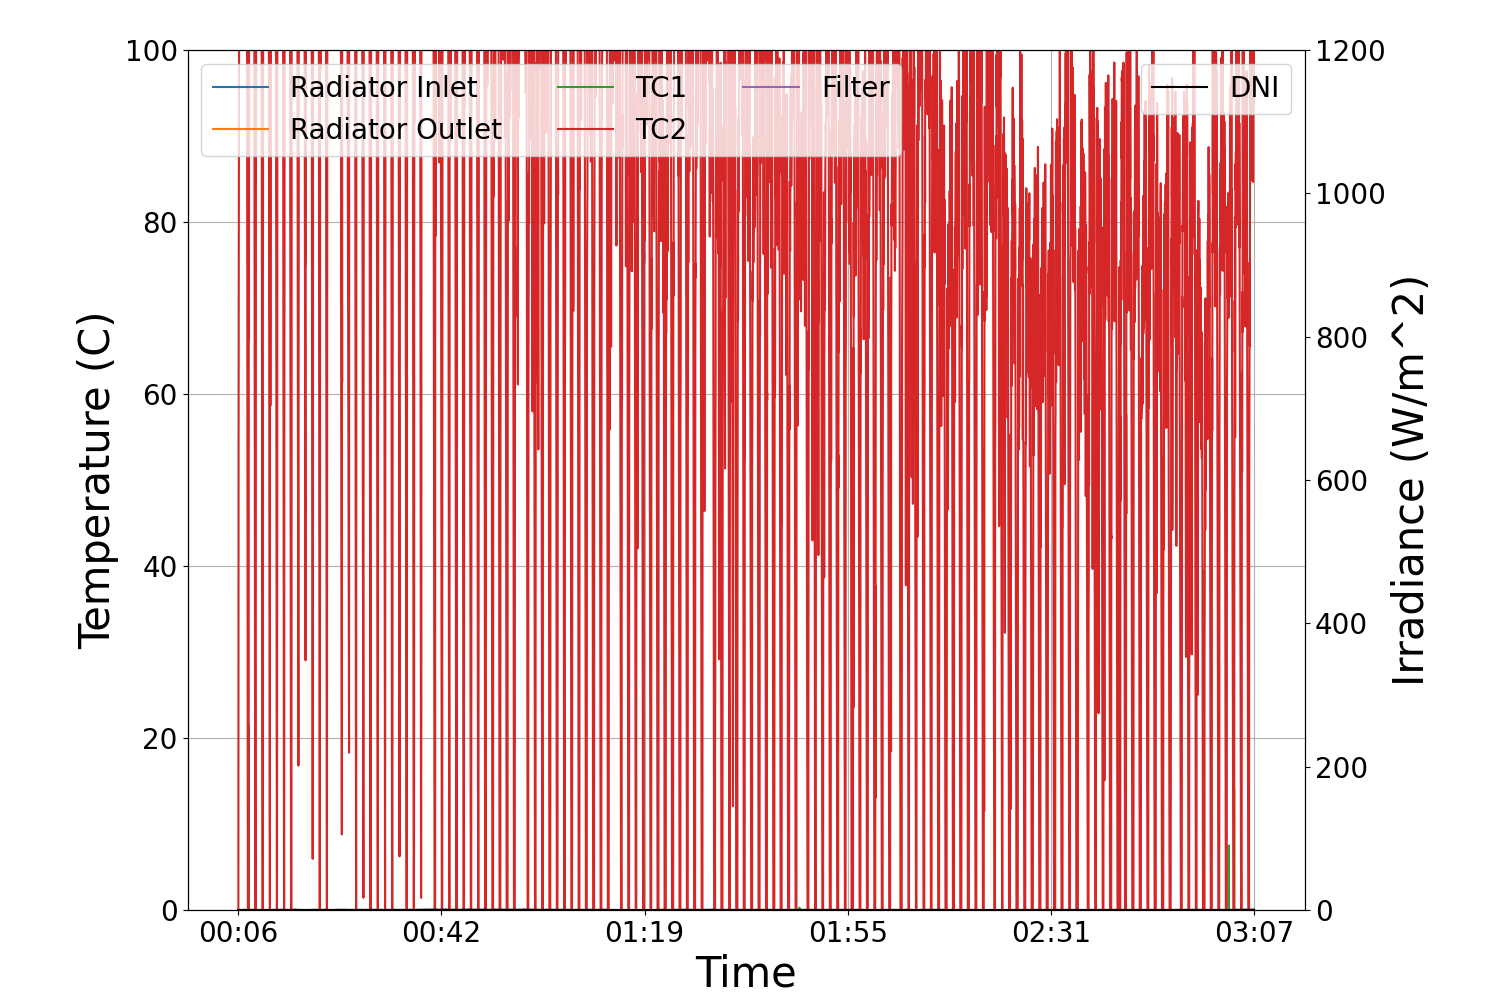 Radiator Inlet
Radiator Outlet
TC1
TC2
Filter
DNI
Temperature (C)
100
80
60
40
20
0
1200
1000
800
600
400
200
0
Irradiance (W/m^2)
00:06 00:42 01:19 01:55 02:31 03:07
Time